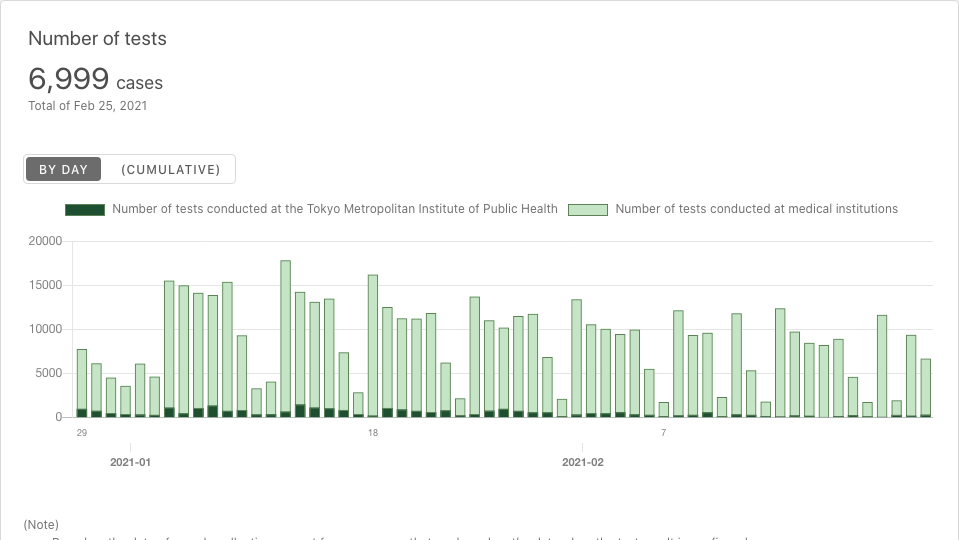 Number of tests
6,999 cases
Total of Feb 25, 2021
BY DAY (CUMULATIVE)
Number of tests conducted at the Tokyo Metropolitan Institute of Public Health Number of tests conducted at medical institutions
20000
15000
10000
5000
0
29 18 7
2021-01 2021-02
(Note)